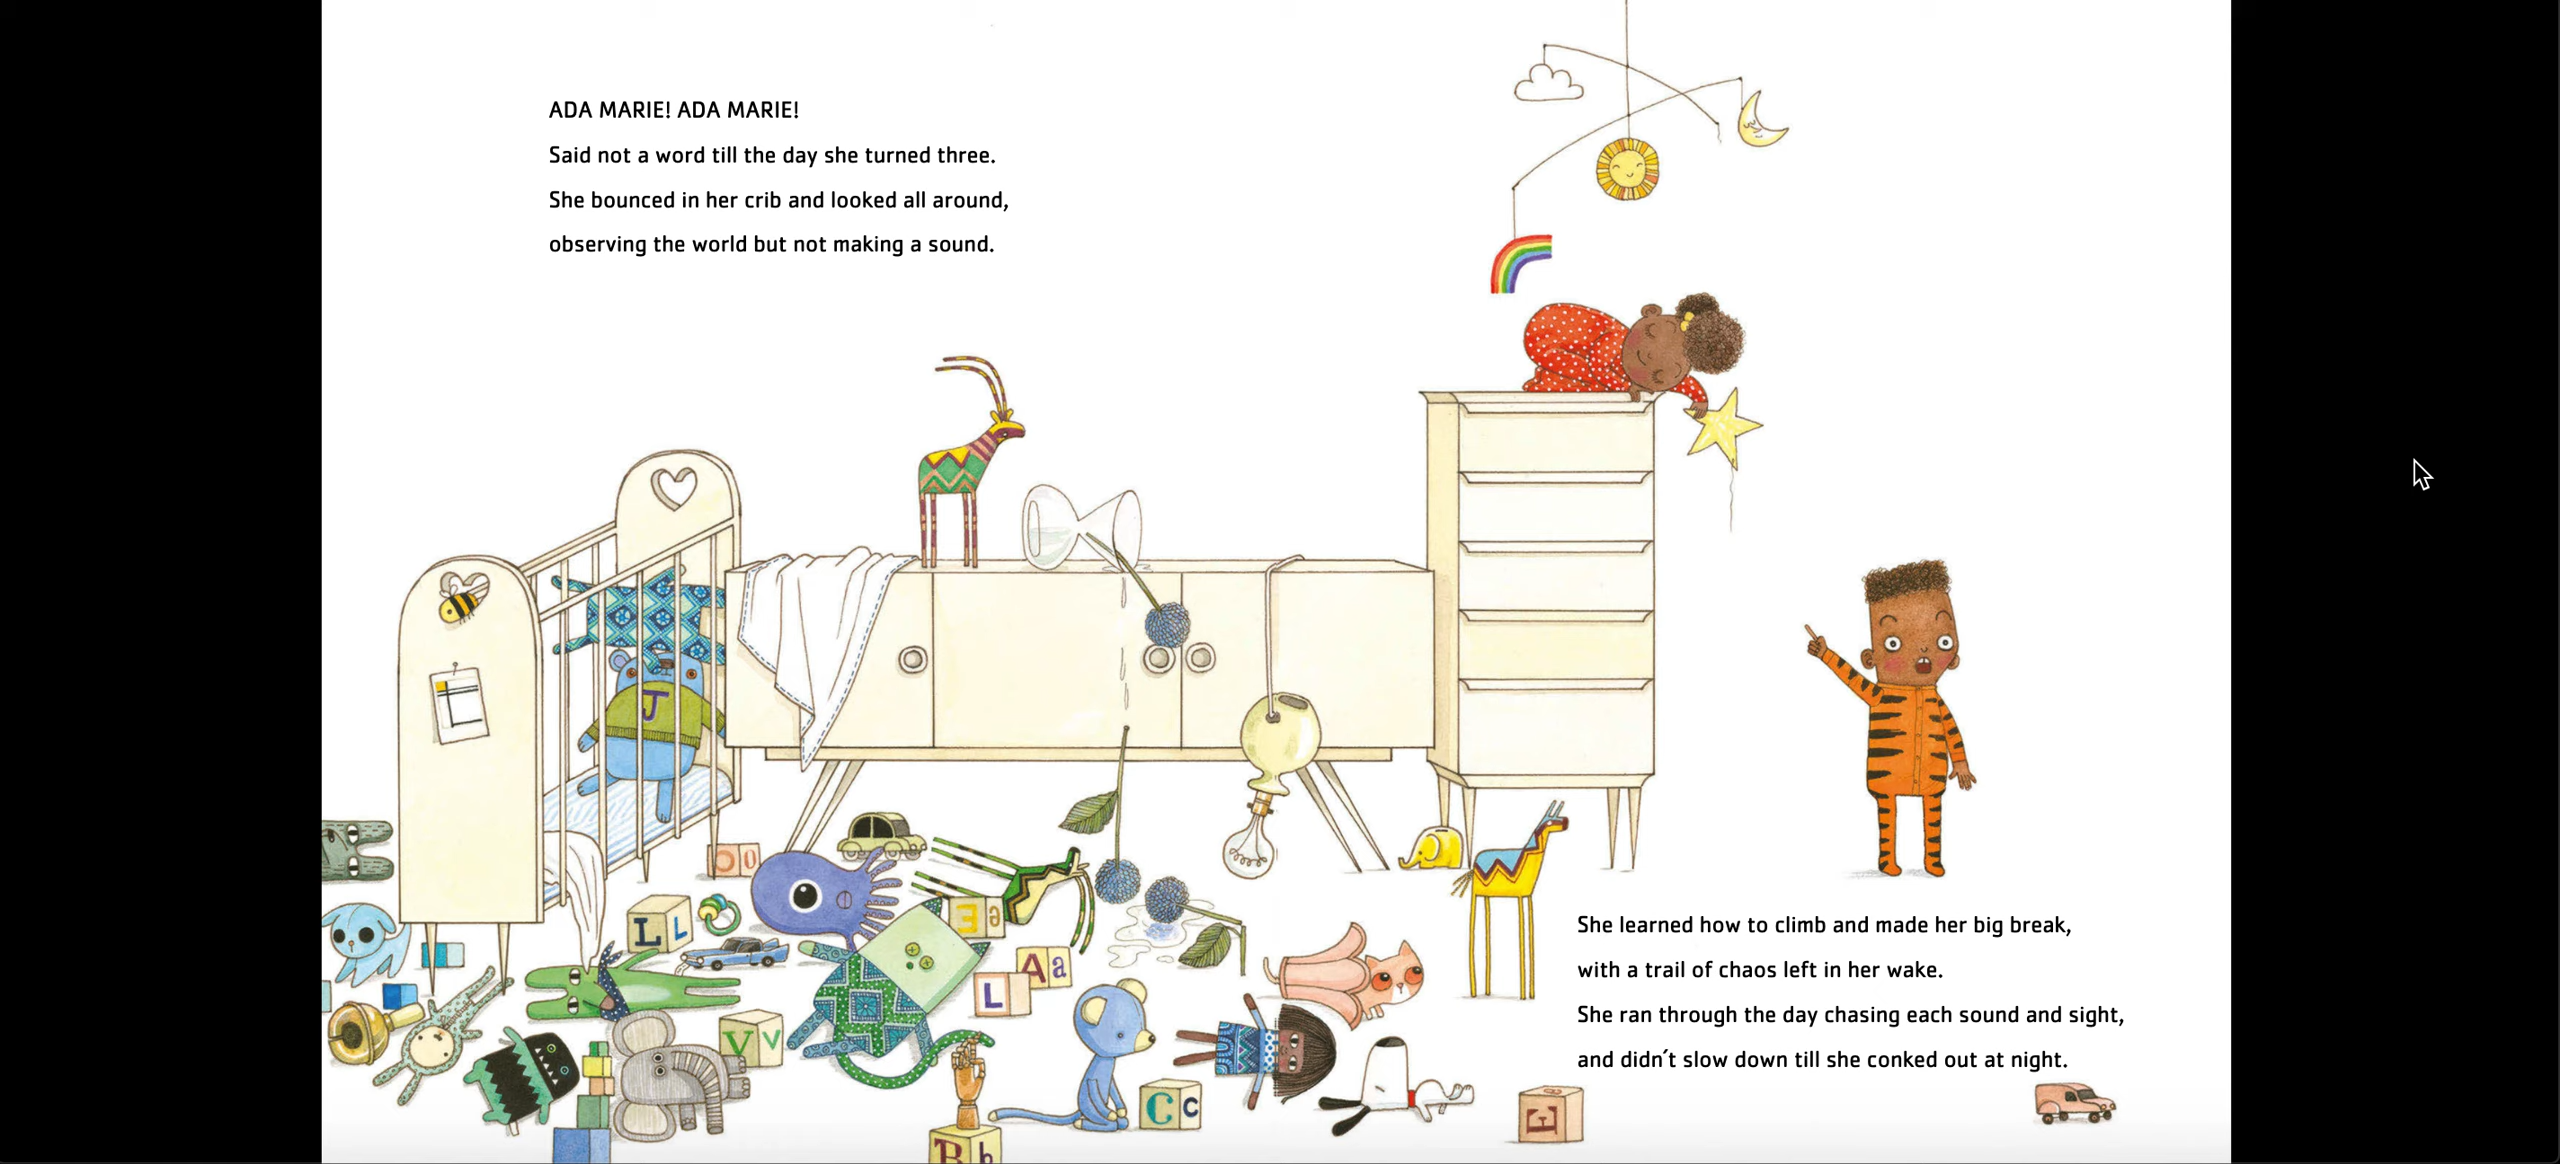 ADA MARIE! ADA MARIE!
Said not a word till the day she turned three.
She bounced in her crib and looked all around,
observing the world but not making a sound.
J
L L
E e
A a
L
V V
C c
B b
E
She learned how to climb and made her big break,
with a trail of chaos left in her wake.
She ran through the day chasing each sound and sight,
and didn't slow down till she conked out at night.